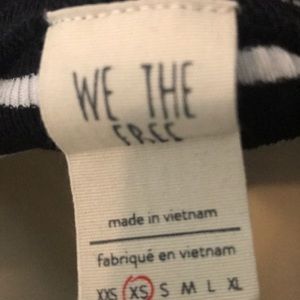 WE THE
FREE
made in vietnam
fabriqué en vietnam
XXS XS S M L XL